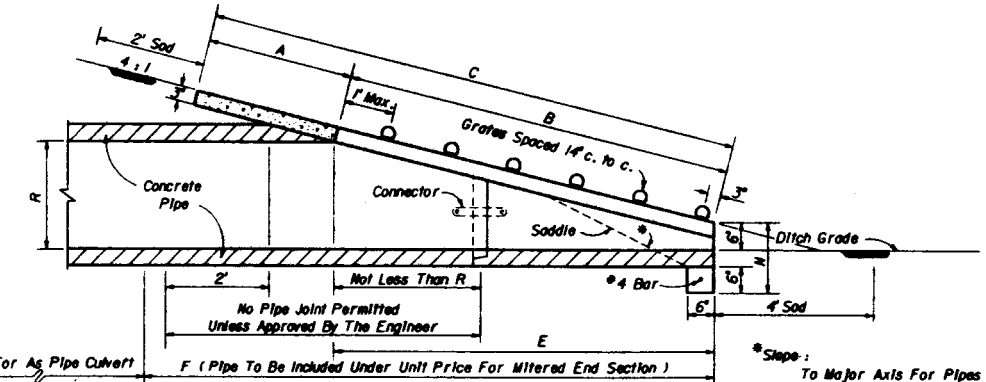 2' Sod
4 : 1
3"
A
C
B
1' Max.
Grates Spaced 14" c. to c.
3"
R
Concrete
Pipe
Connector
Saddle
*
6"
N
6"
Ditch Grade
#4 Bar
6"
4' Sod
2'
Not Less Than R
No Pipe Joint Permitted
Unless Approved By The Engineer
E
For As Pipe Culvert
F ( Pipe To Be Included Under Unit Price For Mitered End Section )
*Slope :
To Major Axis For Pipes